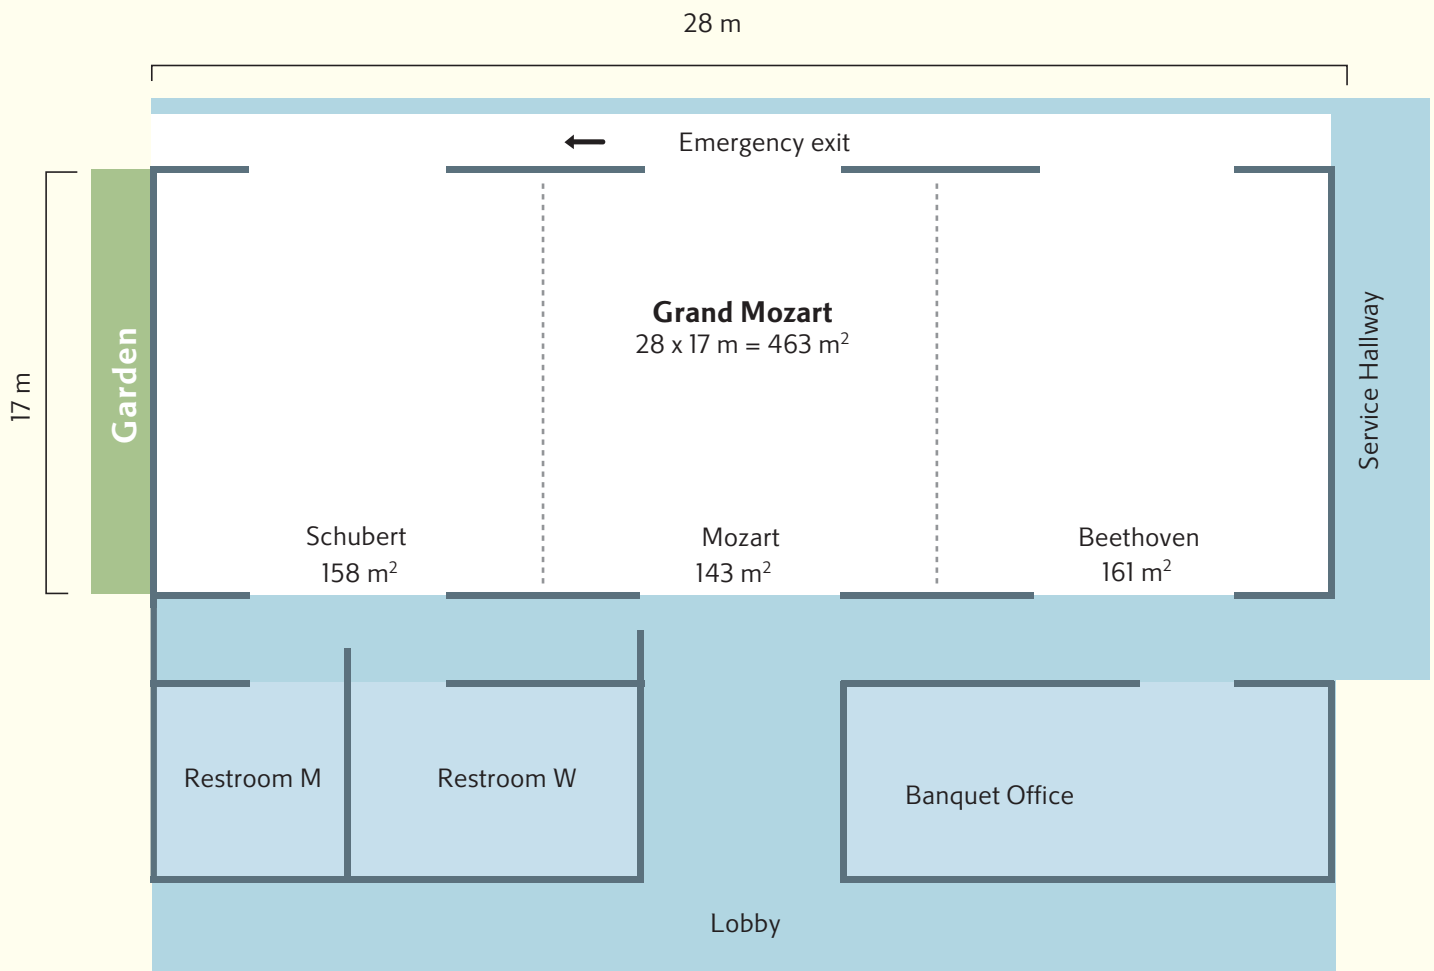 28 m
Emergency exit
Garden
17 m
Grand Mozart
28 x 17 m = 463 m²
Service Hallway
Schubert
158 m²
Mozart
143 m²
Beethoven
161 m²
Restroom M
Restroom W
Banquet Office
Lobby